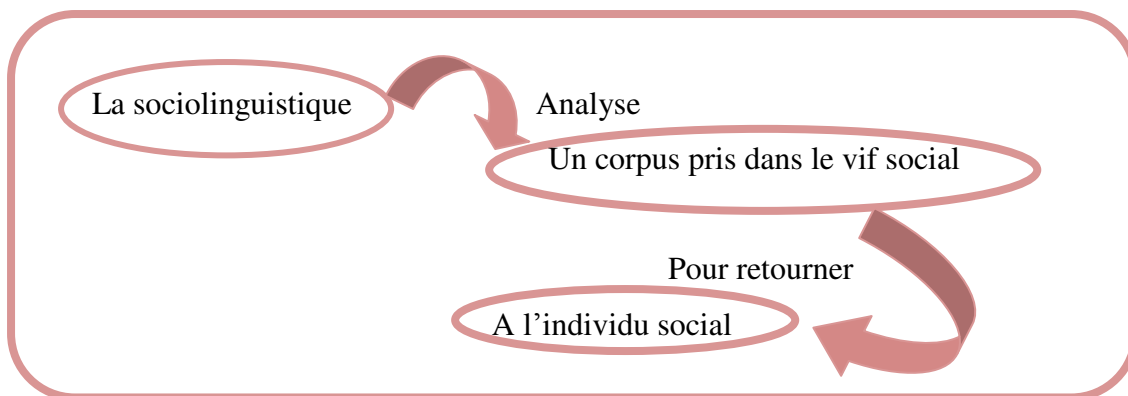 La sociolinguistique
Analyse
Un corpus pris dans le vif social
Pour retourner
A l’individu social